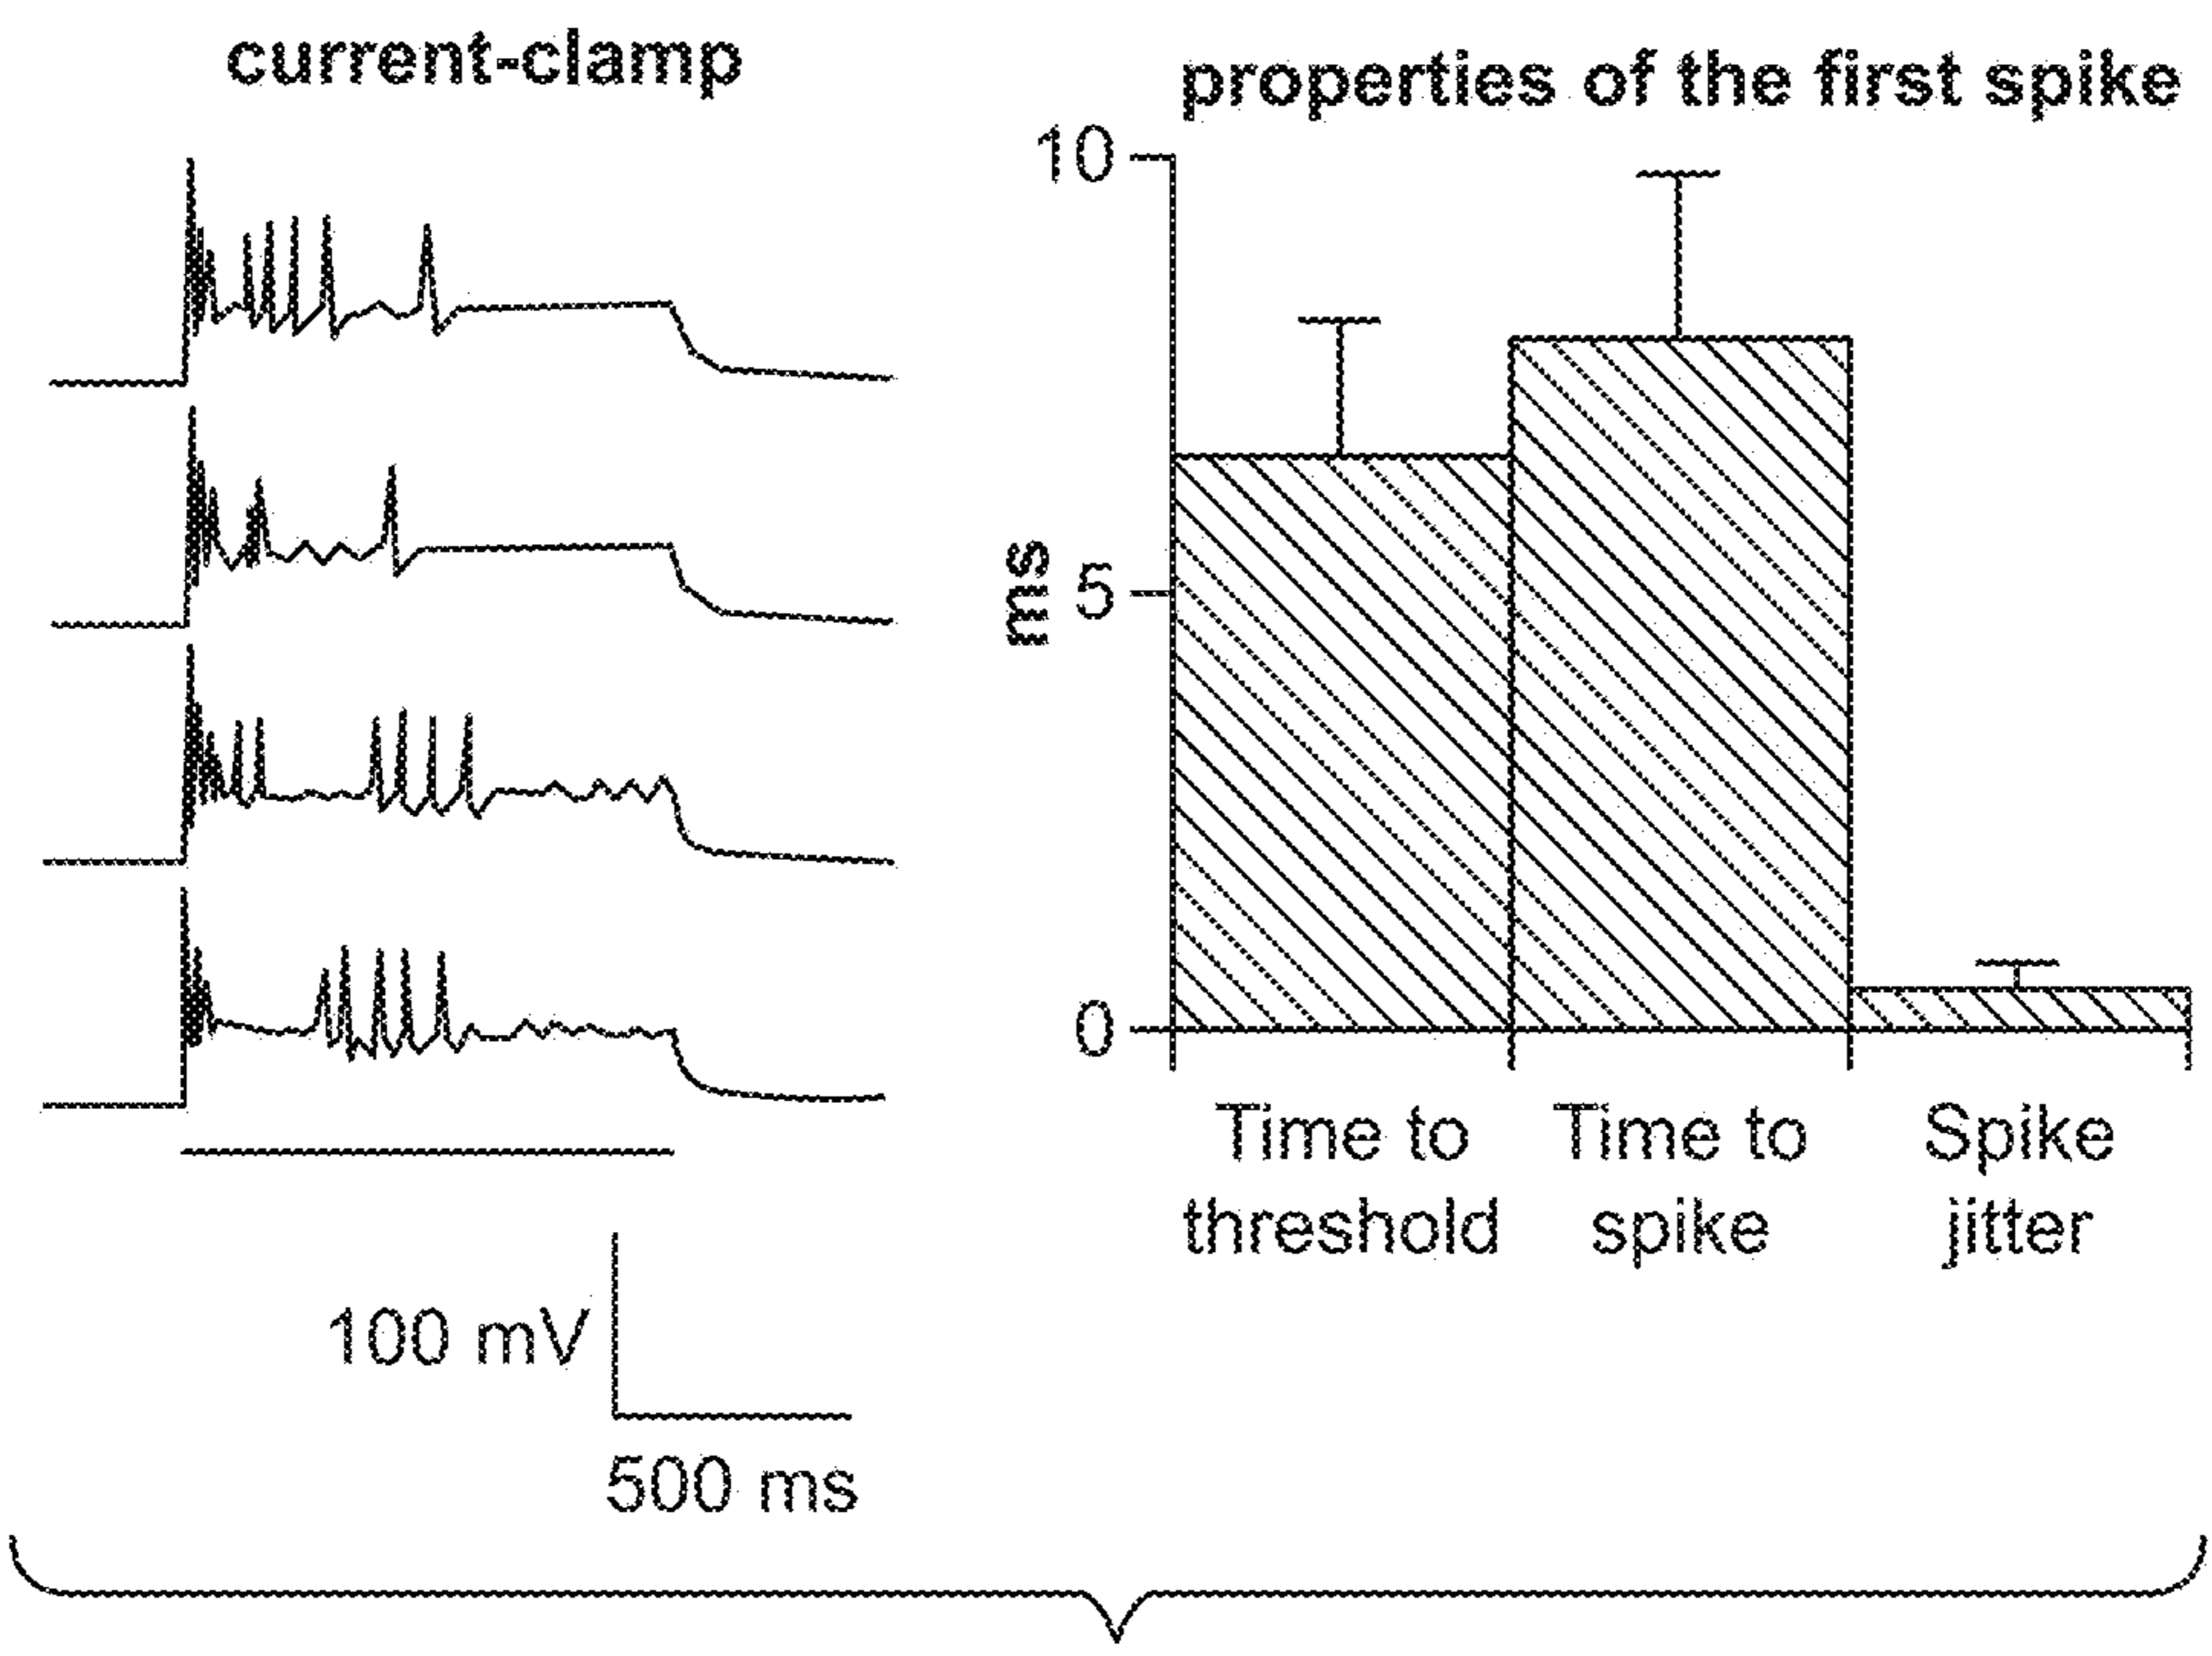 current-clamp
100 mV
500 ms
properties of the first spike
10
ms
5
0
Time to
threshold
Time to
spike
Spike
jitter